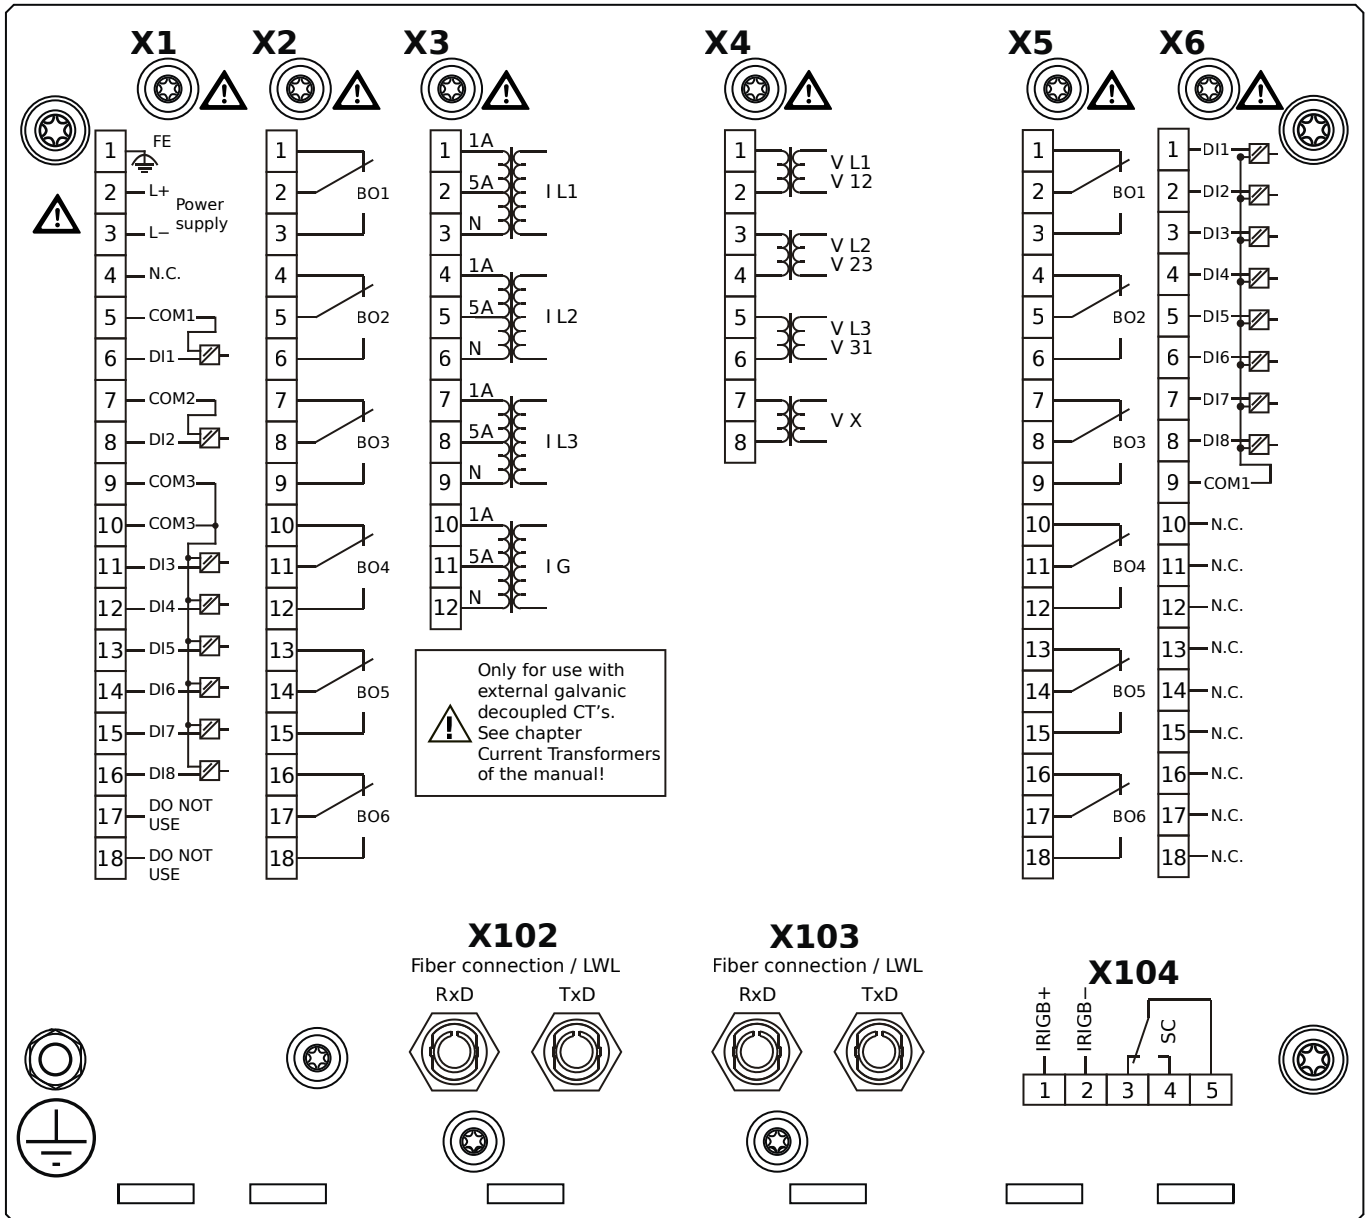 X1
1 FE
2 L+
Power
supply
3 L−
4 N.C.
5 COM1
6 DI1
7 COM2
8 DI2
9 COM3
10 COM3
11 DI3
12 DI4
13 DI5
14 DI6
15 DI7
16 DI8
17 DO NOT
USE
18 DO NOT
USE
X2
1
2 BO1
3
4
5 BO2
6
7
8 BO3
9
10
11 BO4
12
13
14 BO5
15
16
17 BO6
18
X3
1 1A
2 5A I L1
3 N
4 1A
5 5A I L2
6 N
7 1A
8 5A I L3
9 N
10 1A
11 5A I G
12 N
Only for use with
external galvanic
decoupled CT's.
See chapter
Current Transformers
of the manual!
X4
1 V L1
2 V 12
3 V L2
4 V 23
5 V L3
6 V 31
7 V X
8
X5
1
2 BO1
3
4
5 BO2
6
7
8 BO3
9
10
11 BO4
12
13
14 BO5
15
16
17 BO6
18
X6
1 DI1
2 DI2
3 DI3
4 DI4
5 DI5
6 DI6
7 DI7
8 DI8
9 COM1
10 N.C.
11 N.C.
12 N.C.
13 N.C.
14 N.C.
15 N.C.
16 N.C.
17 N.C.
18 N.C.
X102
Fiber connection / LWL
RxD TxD
X103
Fiber connection / LWL
RxD TxD
X104
IRIGB+
IRIGB−
SC
1 2 3 4 5